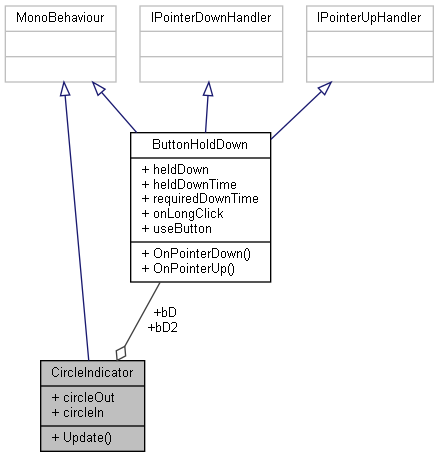 MonoBehaviour
IPointerDownHandler
IPointerUpHandler
ButtonHoldDown
+ heldDown
+ heldDownTime
+ requiredDownTime
+ onLongClick
+ useButton
+ OnPointerDown()
+ OnPointerUp()
+bD
+bD2
CircleIndicator
+ circleOut
+ circleIn
+ Update()